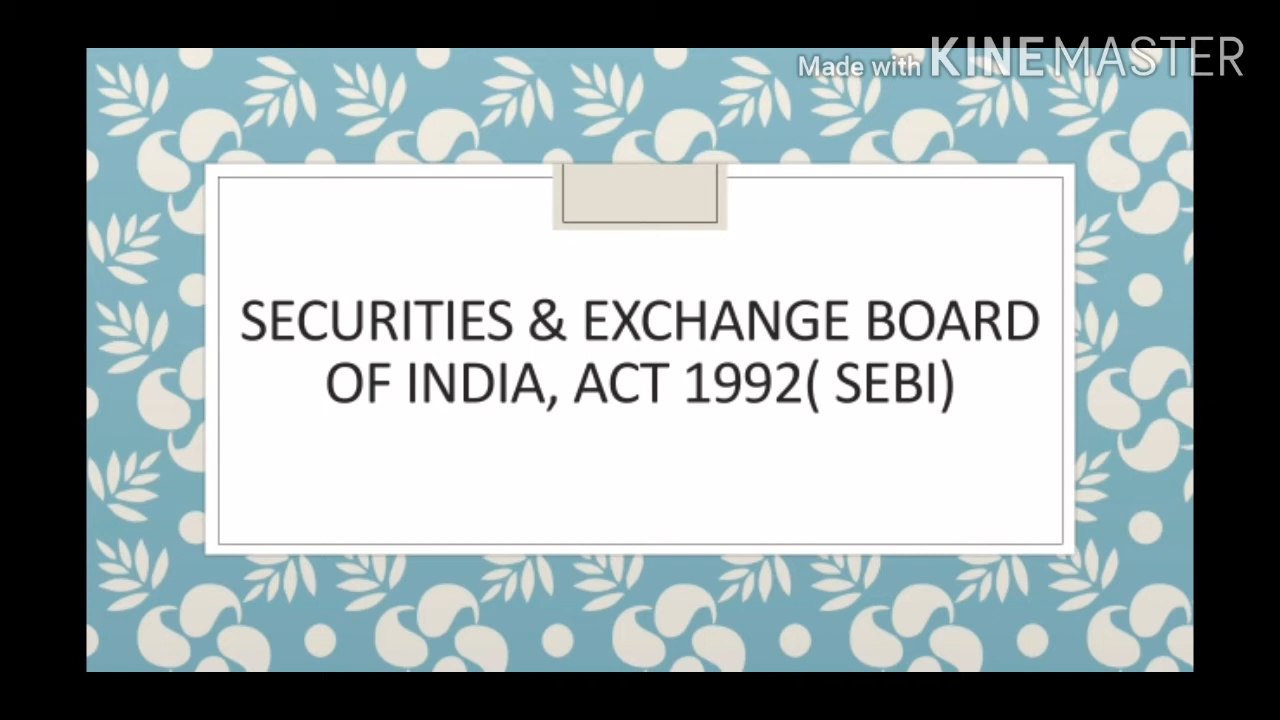 Made with KINEMASTER
SECURITIES & EXCHANGE BOARD
OF INDIA, ACT 1992( SEBI)